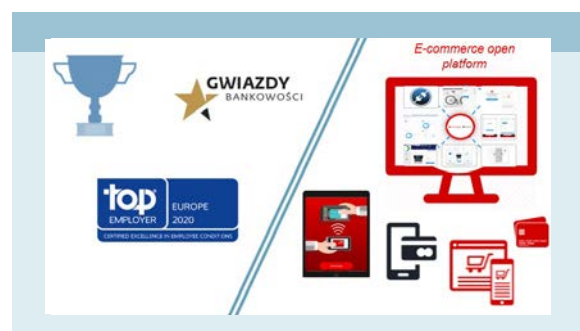 GWIAZDY
BANKOWOŚCI
top
EMPLOYER
EUROPE
2020
CERTIFIED EXCELLENCE IN EMPLOYEE CONDITIONS
E-commerce open
platform